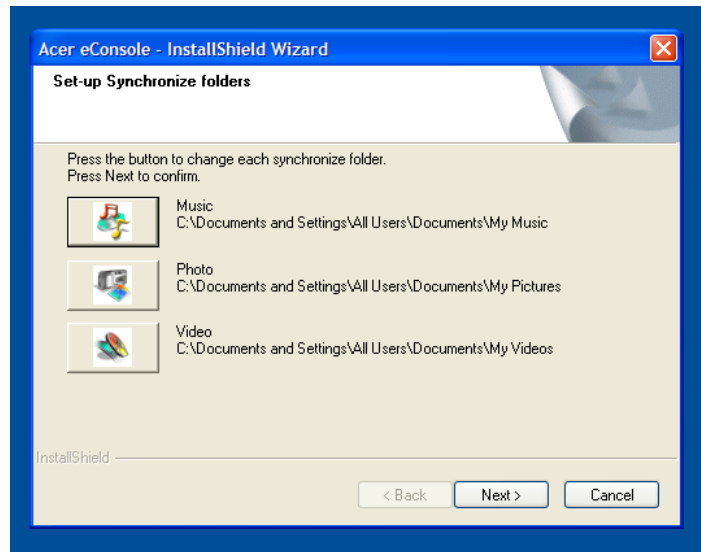 Acer eConsole - InstallShield Wizard
Set-up Synchronize folders
Press the button to change each synchronize folder.
Press Next to confirm.
Music
C:\Documents and Settings\All Users\Documents\My Music
Photo
C:\Documents and Settings\All Users\Documents\My Pictures
Video
C:\Documents and Settings\All Users\Documents\My Videos
InstallShield
< Back Next > Cancel